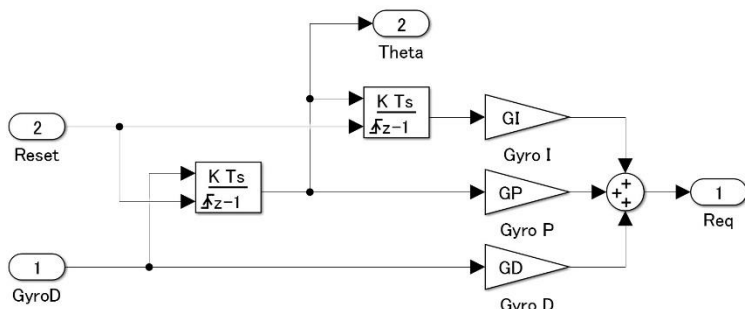 2
Theta
K Ts
z-1
GI
Gyro I
2
Reset
K Ts
z-1
GP
Gyro P
1
Req
+
+
+
1
GyroD
GD
Gyro D